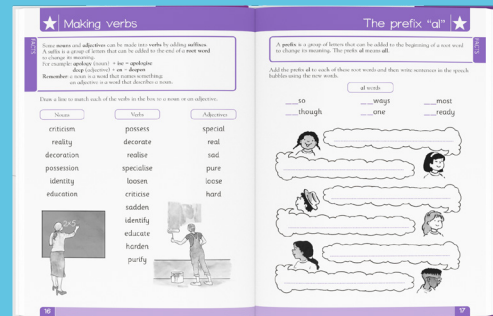 Making verbs
FACTS
Some nouns and adjectives can be made into verbs by adding suffixes.
A suffix is a group of letters that can be added to the end of a root word
to change its meaning.
For example: apology (noun) + ise = apologise
deep (adjective) + en = deepen
Remember: a noun is a word that names something;
an adjective is a word that describes a noun.
Draw a line to match each of the verbs in the box to a noun or an adjective.
Nouns Verbs Adjectives
criticism possess special
reality decorate real
decoration realise sad
possession specialise pure
identity loosen loose
education criticise hard
sadden
identify
educate
harden
purify
16
The prefix "al"
FACTS
A prefix is a group of letters that can be added to the beginning of a root word
to change its meaning. The prefix al means all.
Add the prefix al to each of these root words and then write sentences in the speech
bubbles using the new words.
al words
___so ___ways ___most
___though ___one ___ready
17